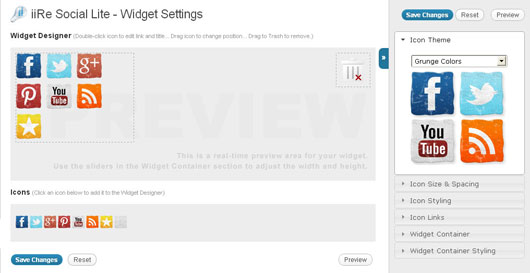 iiRe Social Lite - Widget Settings
Widget Designer (Double-click icon to edit link and title... Drag icon to change position... Drag to Trash to remove.)
f
g+
You
Tube
PREVIEW
This is a real-time preview area for your widget.
Use the sliders in the Widget Container section to adjust the width and height.
Icons (Click an icon below to add it to the Widget Designer)
Save Changes
Reset
Preview
»
Save Changes
Reset
Preview
Icon Theme
Grunge Colors
f
You
Tube
Icon Size & Spacing
Icon Styling
Icon Links
Widget Container
Widget Container Styling